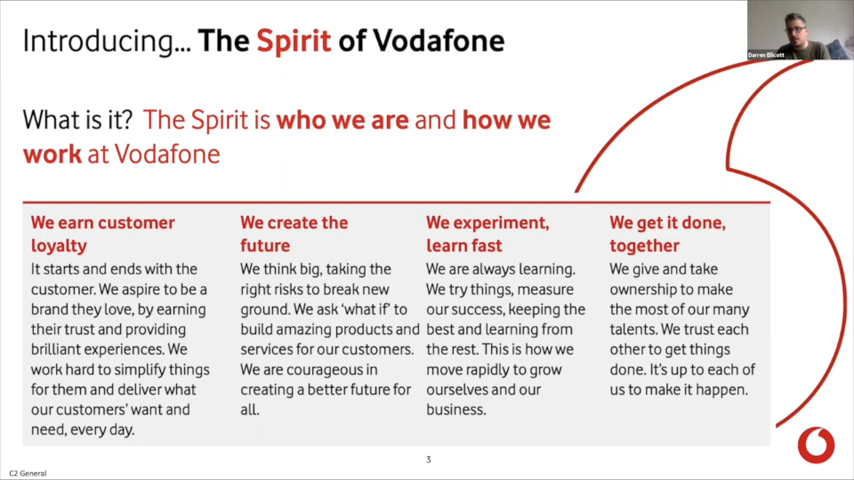 Introducing... The Spirit of Vodafone
Darren Elicott
What is it? The Spirit is who we are and how we
work at Vodafone
We earn customer
loyalty
It starts and ends with the
customer. We aspire to be a
brand they love, by earning
their trust and providing
brilliant experiences. We
work hard to simplify things
for them and deliver what
our customers' want and
need, every day.
We create the
future
We think big, taking the
right risks to break new
ground. We ask 'what if' to
build amazing products and
services for our customers.
We are courageous in
creating a better future for
all.
We experiment,
learn fast
We are always learning.
We try things, measure
our success, keeping the
best and learning from
the rest. This is how we
move rapidly to grow
ourselves and our
business.
We get it done,
together
We give and take
ownership to make
the most of our many
talents. We trust each
other to get things
done. It's up to each of
us to make it happen.
3
C2 General